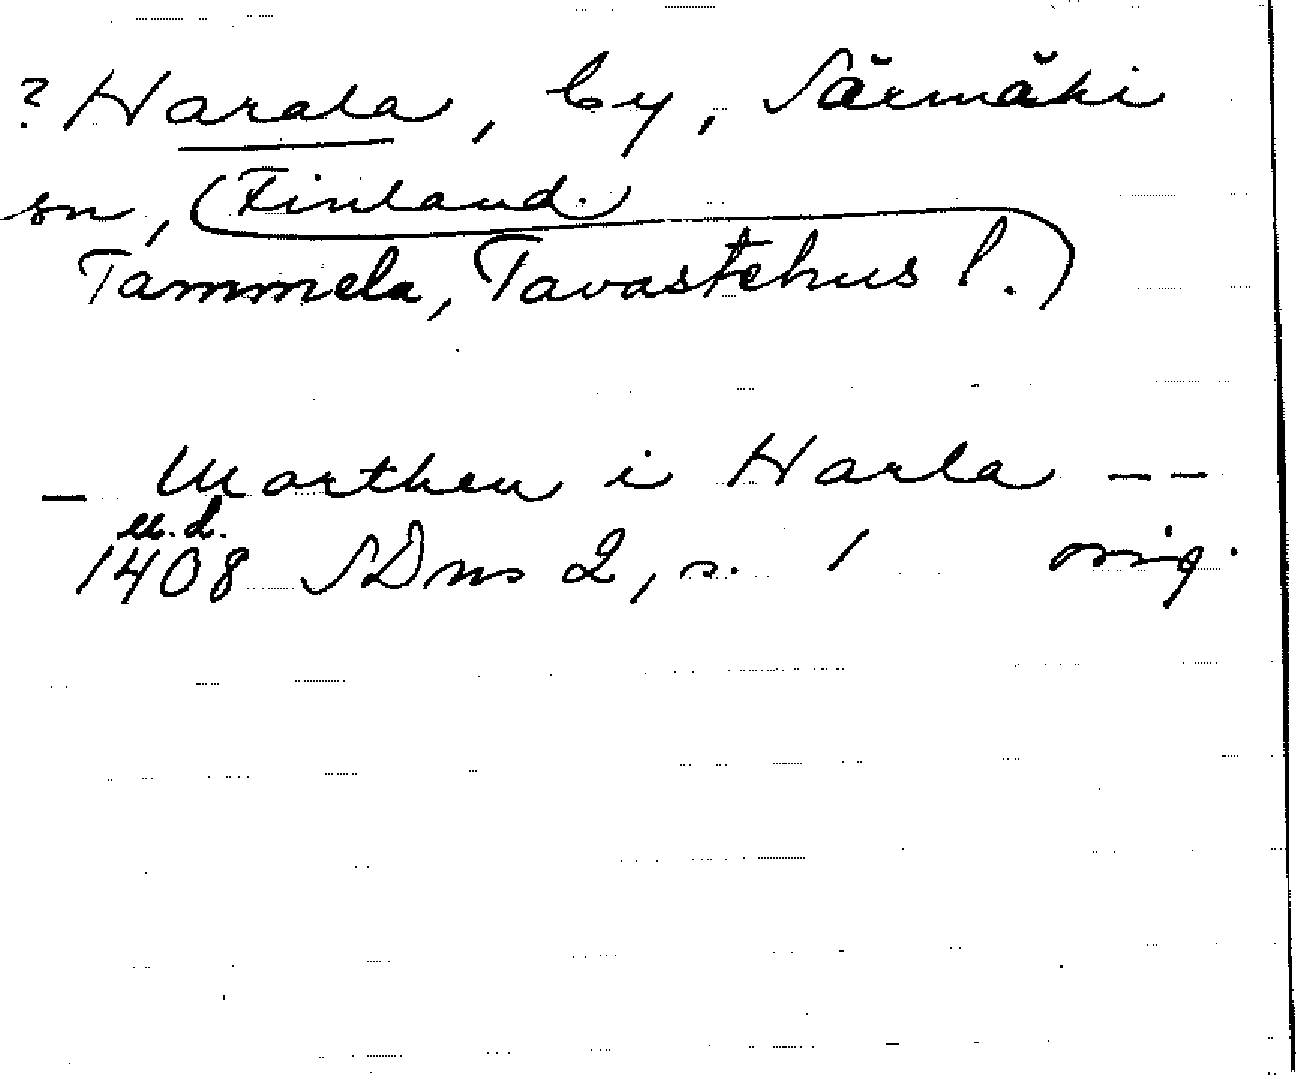 ? Harala, by, Särmäki
sn, (Finland.)
Tammela, Tavastehus l.)
— Marthen i Harla – –
u.d.
1408 SDns 2, s. 1 orig.